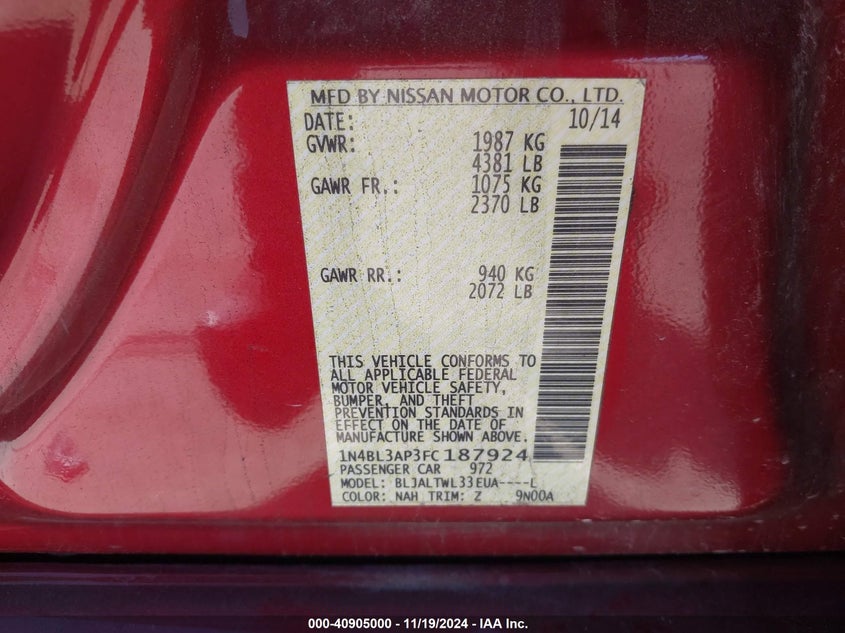 MFD BY NISSAN MOTOR CO., LTD.
DATE: 10/14
GVWR: 1987 KG
4381 LB
GAWR FR.: 1075 KG
2370 LB
GAWR RR.: 940 KG
2072 LB
THIS VEHICLE CONFORMS TO
ALL APPLICABLE FEDERAL
MOTOR VEHICLE SAFETY,
BUMPER, AND THEFT
PREVENTION STANDARDS IN
EFFECT ON THE DATE OF
MANUFACTURE SHOWN ABOVE.
1N4BL3AP3FC187924
PASSENGER CAR 972
MODEL: BLJALTWL33EUA----L
COLOR: NAH TRIM: Z 9N00A
000-40905000 - 11/19/2024 - IAA Inc.